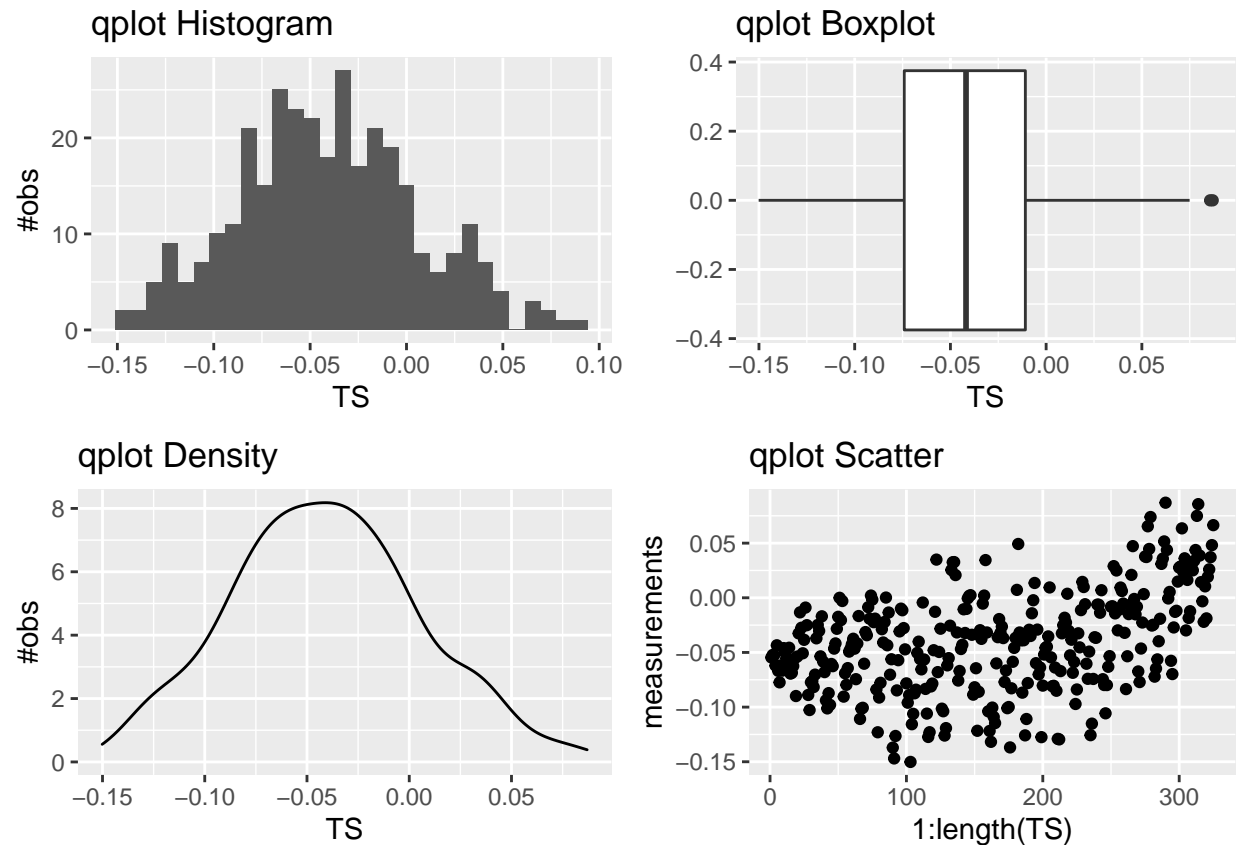 qplot Histogram
#obs
20
10
0
−0.15 −0.10 −0.05 0.00 0.05 0.10
TS
qplot Boxplot
0.4
0.2
0.0
−0.2
−0.4
−0.15 −0.10 −0.05 0.00 0.05
TS
qplot Density
#obs
8
6
4
2
0
−0.15 −0.10 −0.05 0.00 0.05
TS
qplot Scatter
measurements
0.05
0.00
−0.05
−0.10
−0.15
0 100 200 300
1:length(TS)